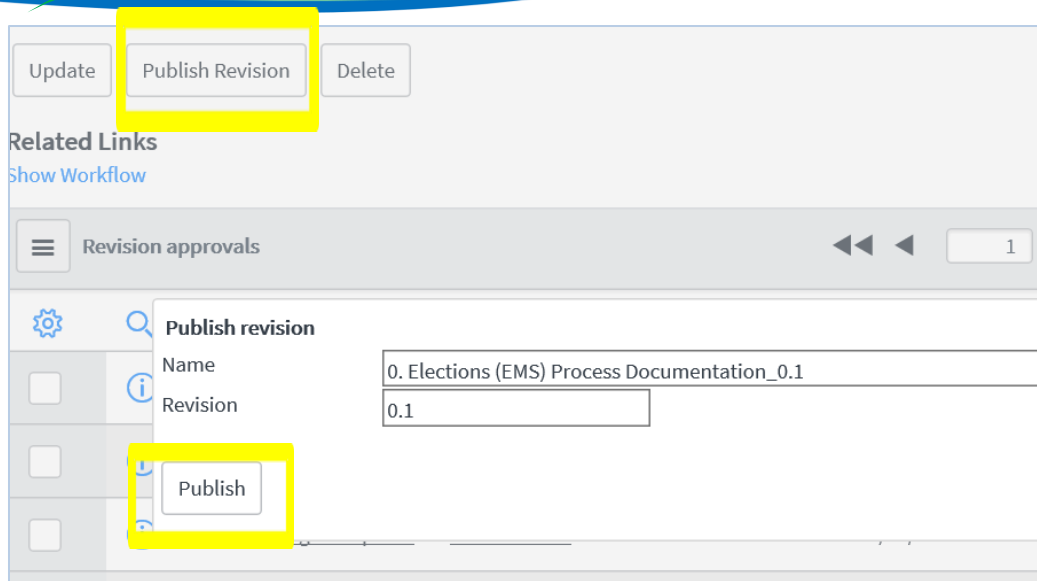 Update Publish Revision Delete
Related Links
Show Workflow
Revision approvals 1
Publish revision
Name 0. Elections (EMS) Process Documentation_0.1
Revision 0.1
Publish